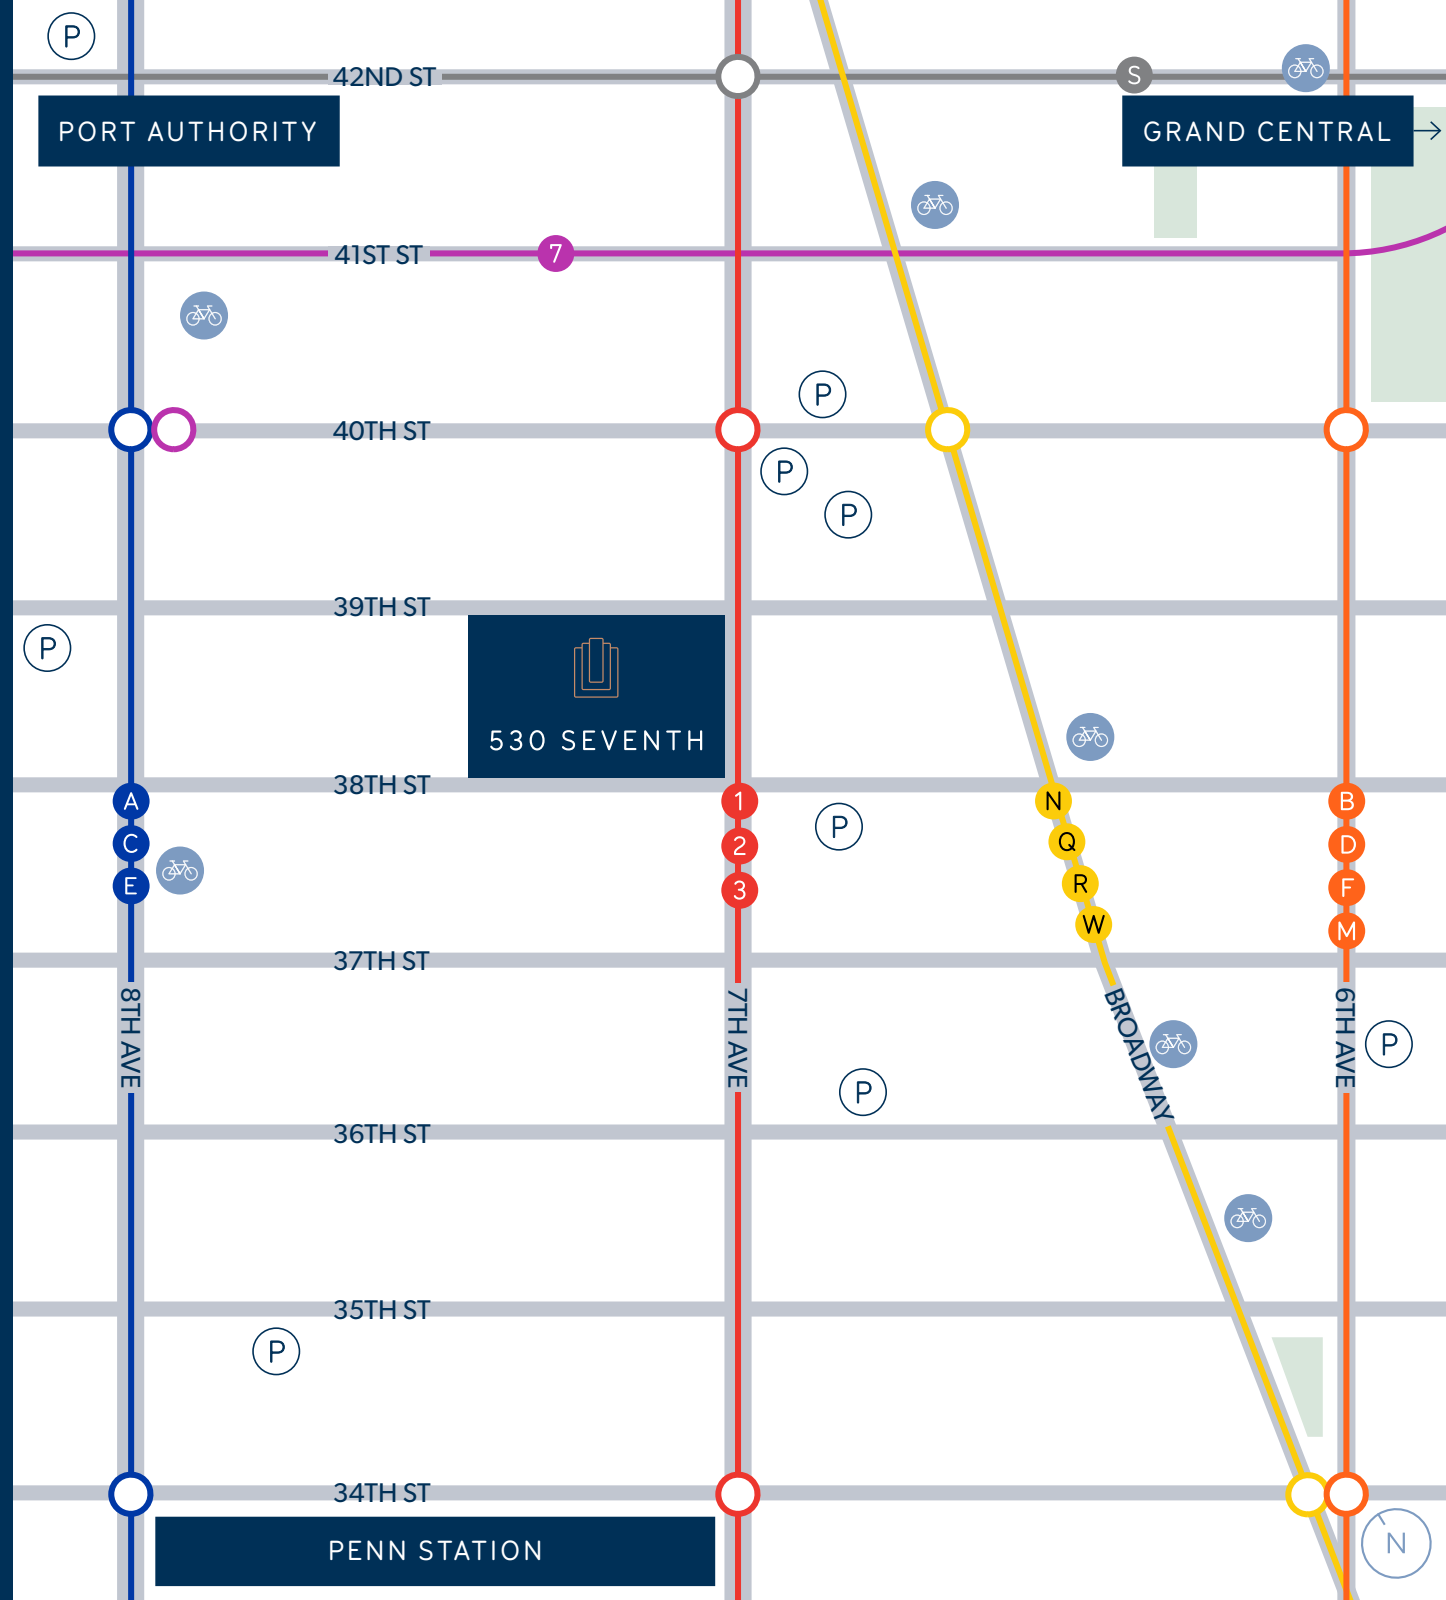 P
42ND ST
S
PORT AUTHORITY
GRAND CENTRAL
41ST ST
7
P
40TH ST
P
P
39TH ST
P
530 SEVENTH
38TH ST
A
C
E
1
2
3
P
N
Q
R
W
B
D
F
M
37TH ST
8TH AVE
7TH AVE
BROADWAY
6TH AVE
P
P
36TH ST
35TH ST
P
34TH ST
PENN STATION
N